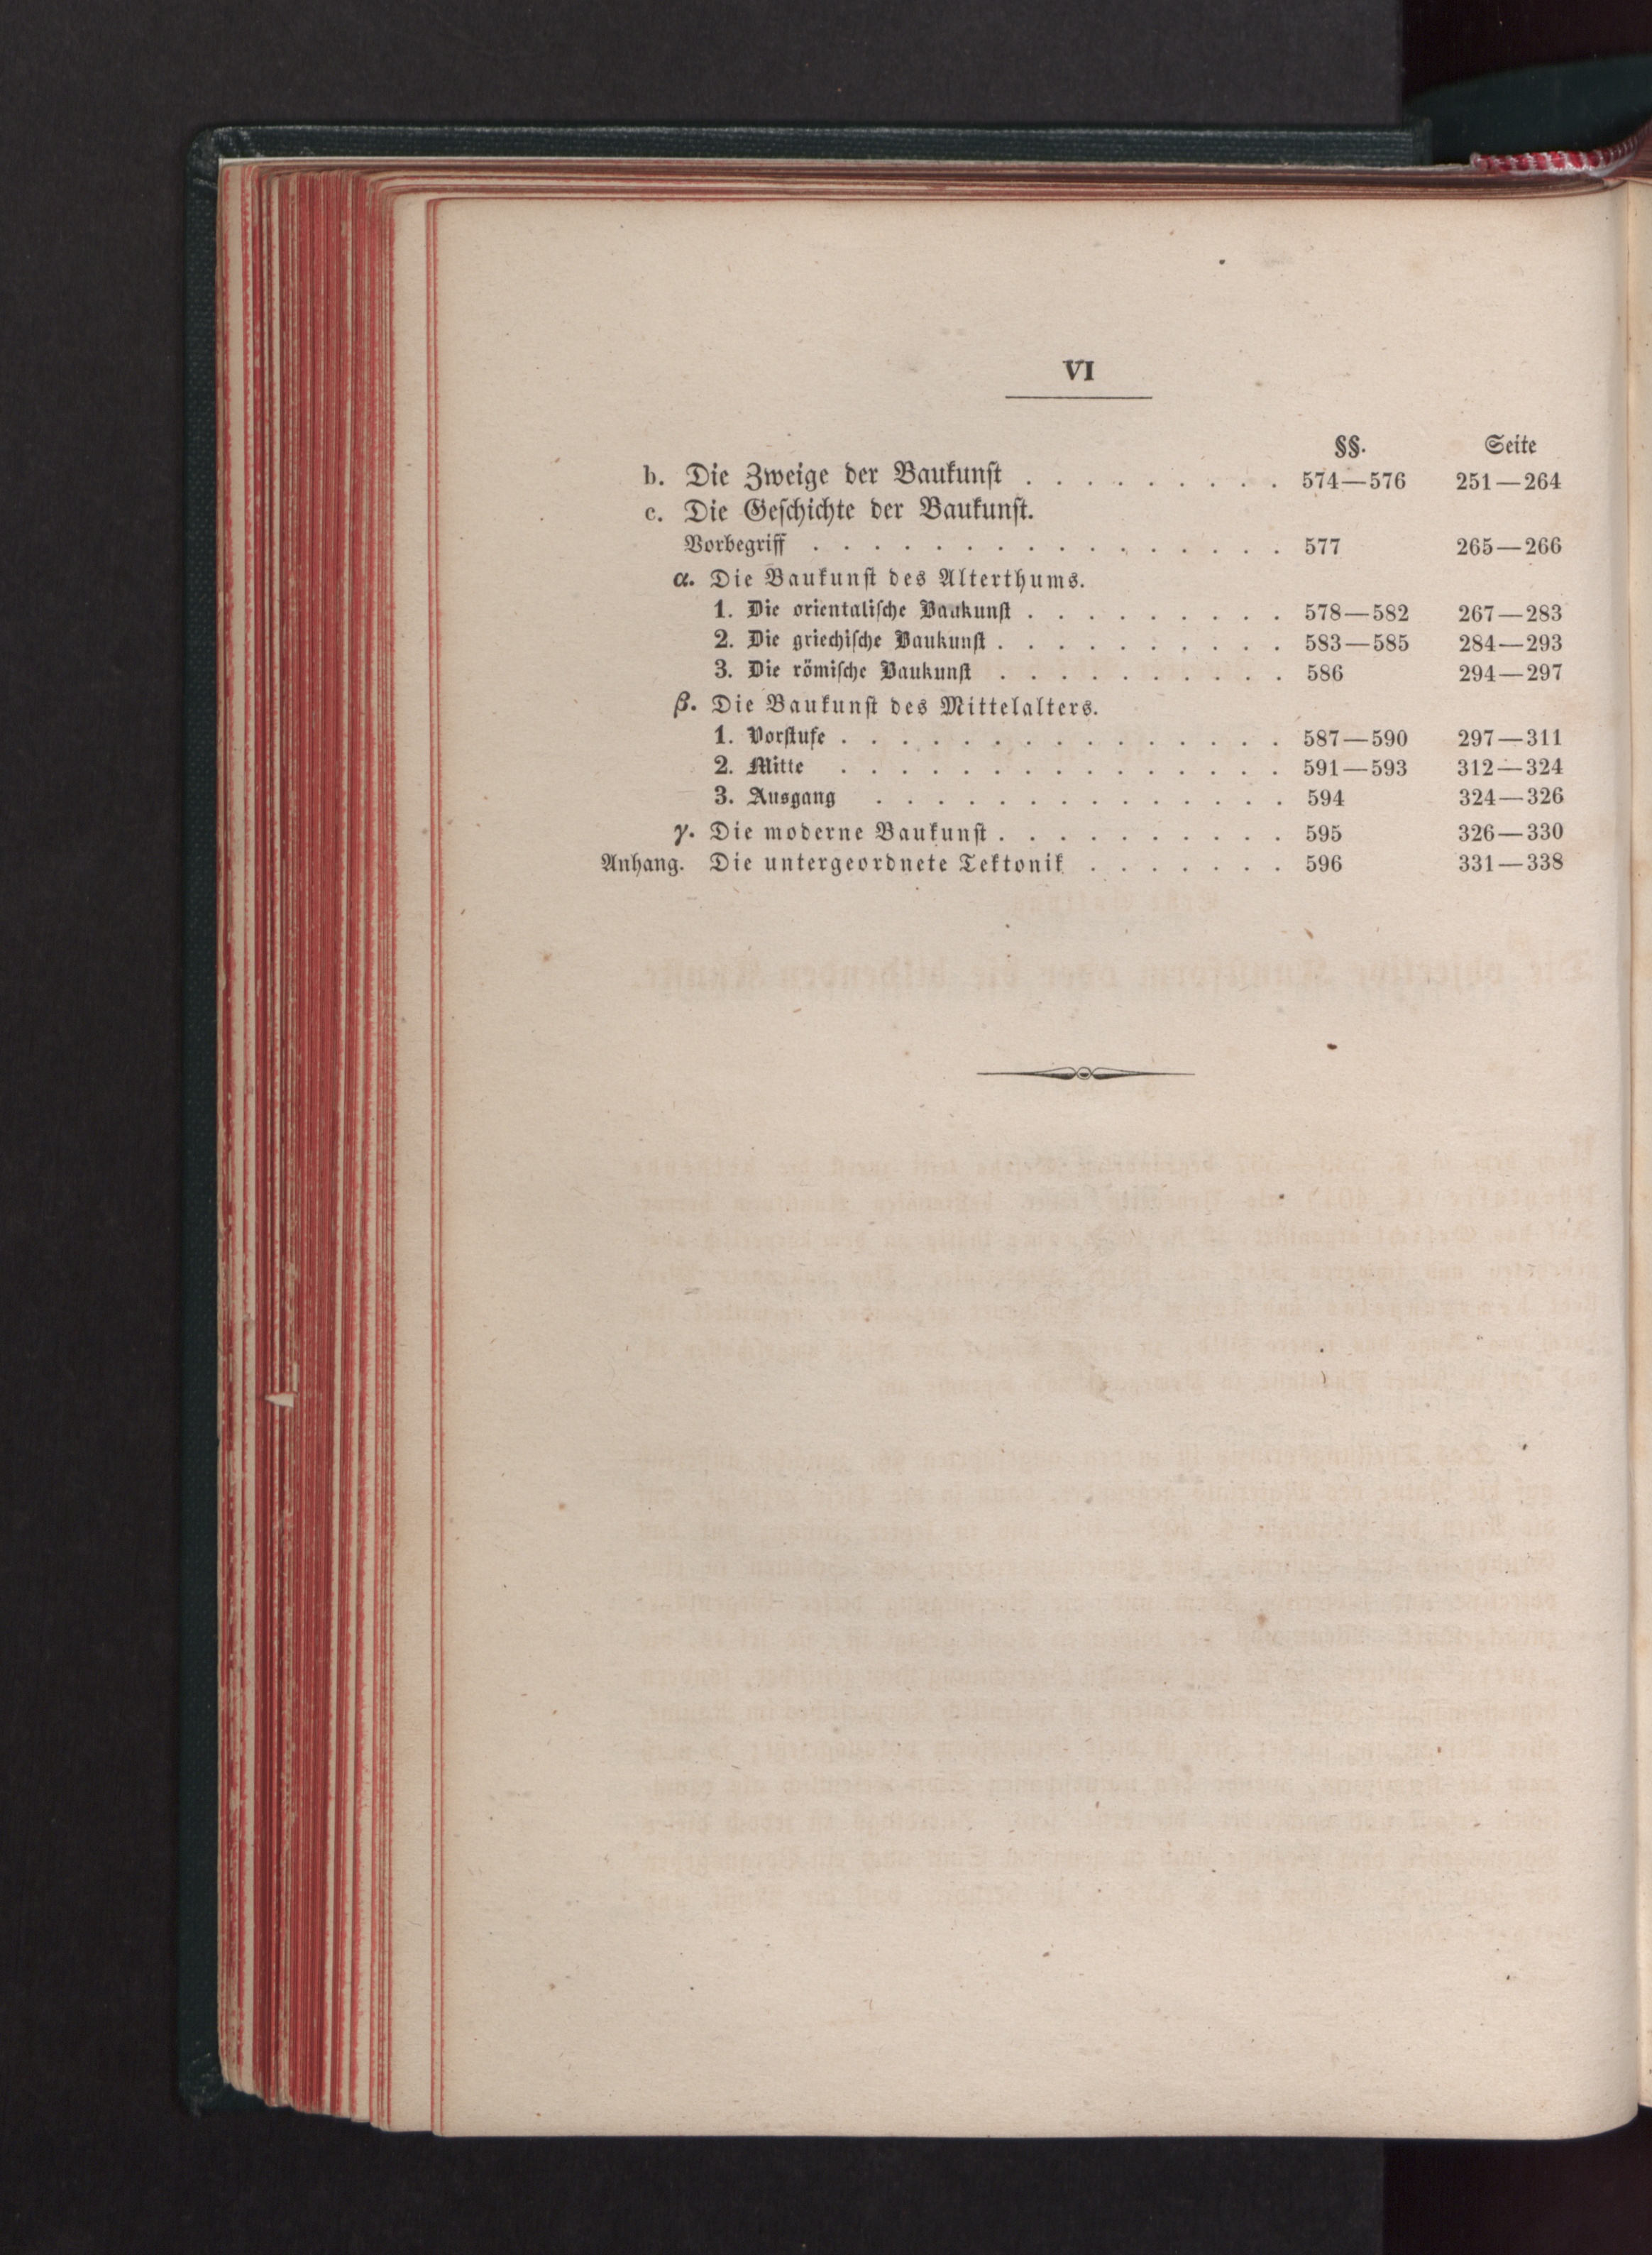 VI
§§. Seite
b. Die Zweige der Baukunſt . . . . . . . . . 574—576 251—264
c. Die Geſchichte der Baukunſt.
Vorbegriff . . . . . . . . . . . . . . . . 577 265—266
α. Die Baukunſt des Alterthums.
1. Die orientaliſche Baukunſt . . . . . . . . . 578—582 267—283
2. Die griechiſche Baukunſt . . . . . . . . . . 583—585 284—293
3. Die römiſche Baukunſt . . . . . . . . . . 586 294—297
β. Die Baukunſt des Mittelalters.
1. Vorſtufe . . . . . . . . . . . . . . . 587—590 297—311
2. Mitte . . . . . . . . . . . . . . . 591—593 312—324
3. Ausgang . . . . . . . . . . . . . . 594 324—326
γ. Die moderne Baukunſt . . . . . . . . . . 595 326—330
Anhang. Die untergeordnete Tektonik . . . . . . . 596 331—338